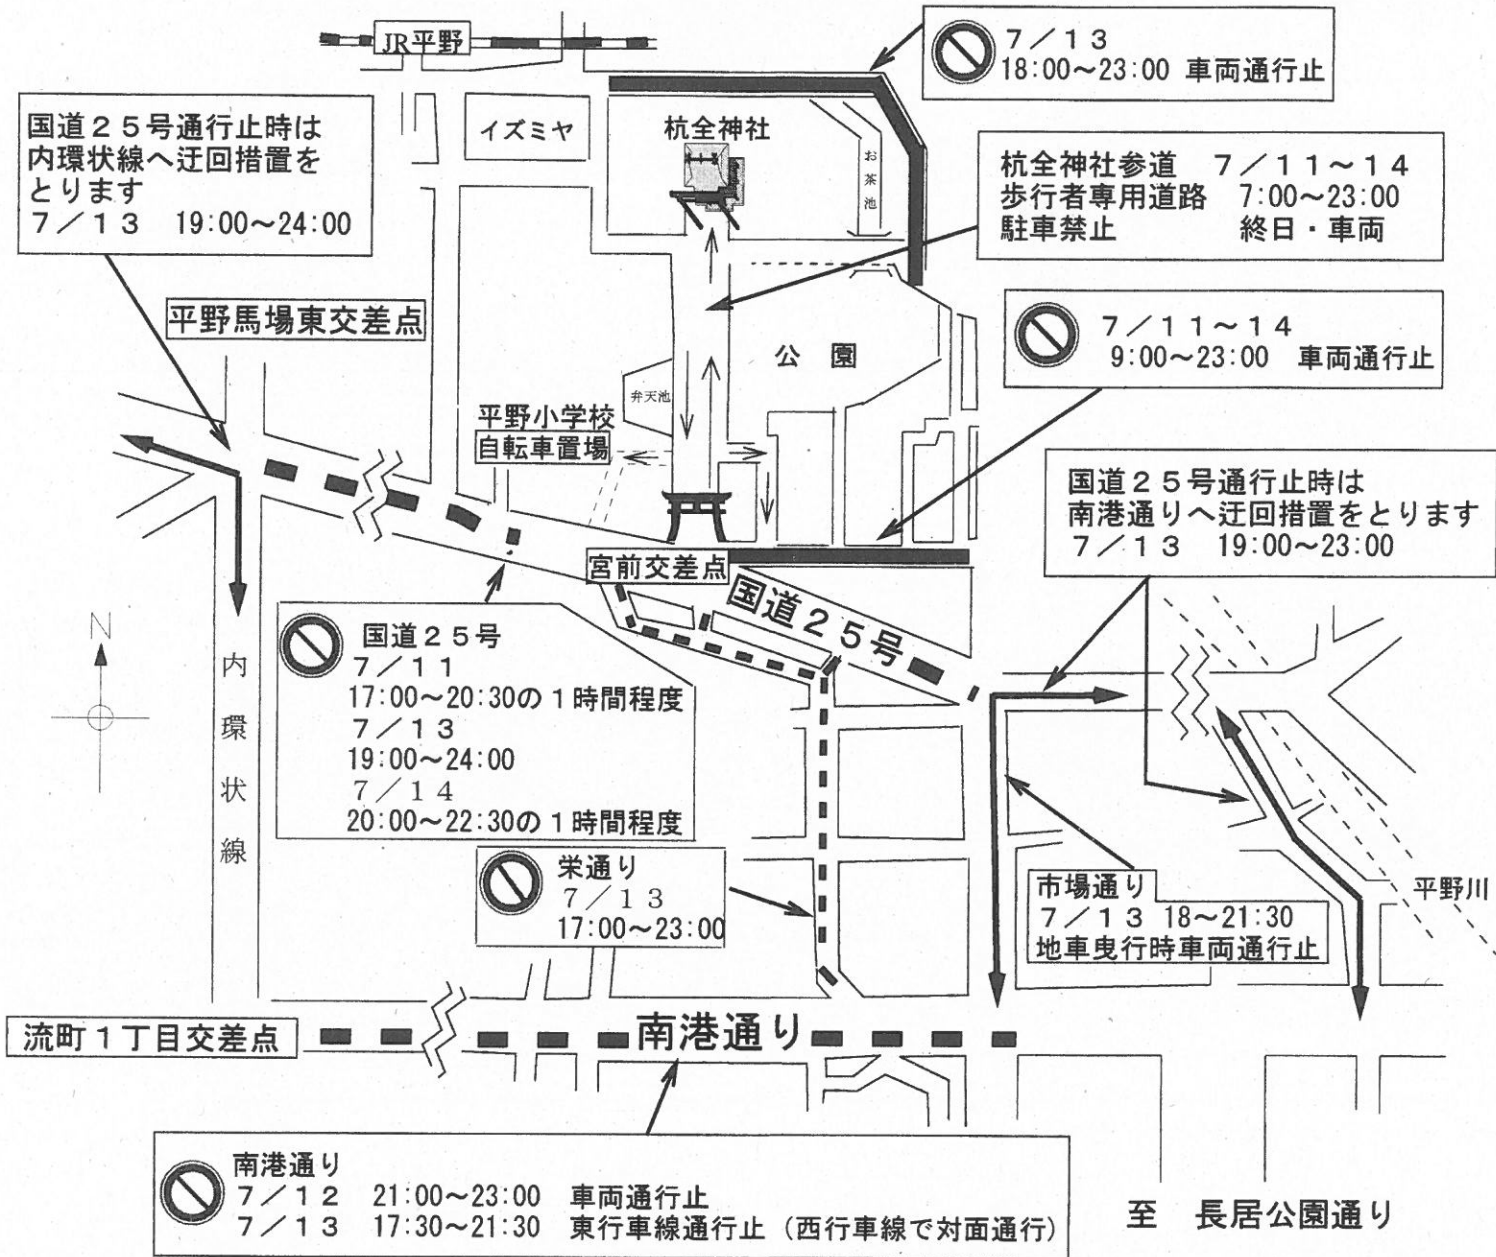 JR平野
7／13
18:00～23:00 車両通行止
国道２５号通行止時は
内環状線へ迂回措置を
とります
7／13 19:00～24:00
イズミヤ
杭全神社
お茶池
杭全神社参道 7／11～14
歩行者専用道路 7:00～23:00
駐車禁止 終日・車両
平野馬場東交差点
公園
7／11～14
9:00～23:00 車両通行止
弁天池
平野小学校
自転車置場
国道２５号通行止時は
南港通りへ迂回措置をとります
7／13 19:00～23:00
宮前交差点
国道２５号
N
内環状線
国道２５号
7／11
17:00～20:30の１時間程度
7／13
19:00～24:00
7／14
20:00～22:30の１時間程度
栄通り
7／13
17:00～23:00
市場通り
7／13 18～21:30
地車曳行時車両通行止
平野川
流町１丁目交差点
南港通り
南港通り
7／12 21:00～23:00 車両通行止
7／13 17:30～21:30 東行車線通行止（西行車線で対面通行）
至 長居公園通り